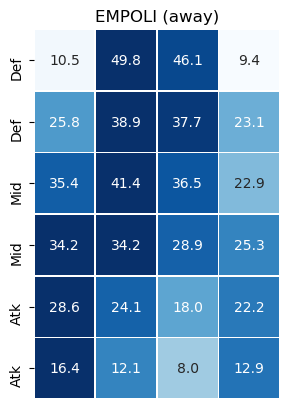 EMPOLI (away)
Def 10.5 49.8 46.1 9.4
Def 25.8 38.9 37.7 23.1
Mid 35.4 41.4 36.5 22.9
Mid 34.2 34.2 28.9 25.3
Atk 28.6 24.1 18.0 22.2
Atk 16.4 12.1 8.0 12.9